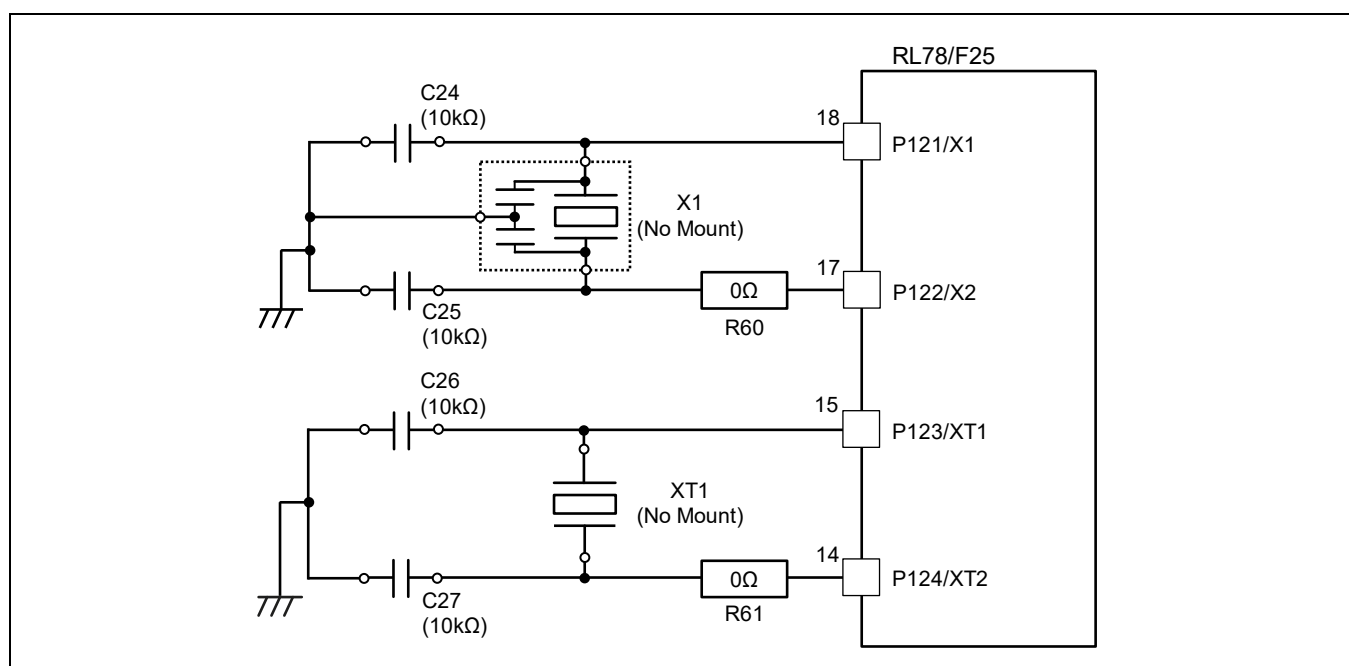 RL78/F25
C24
(10kΩ)
18
P121/X1
X1
(No Mount)
17
P122/X2
0Ω
R60
C25
(10kΩ)
C26
(10kΩ)
15
P123/XT1
XT1
(No Mount)
14
P124/XT2
0Ω
R61
C27
(10kΩ)